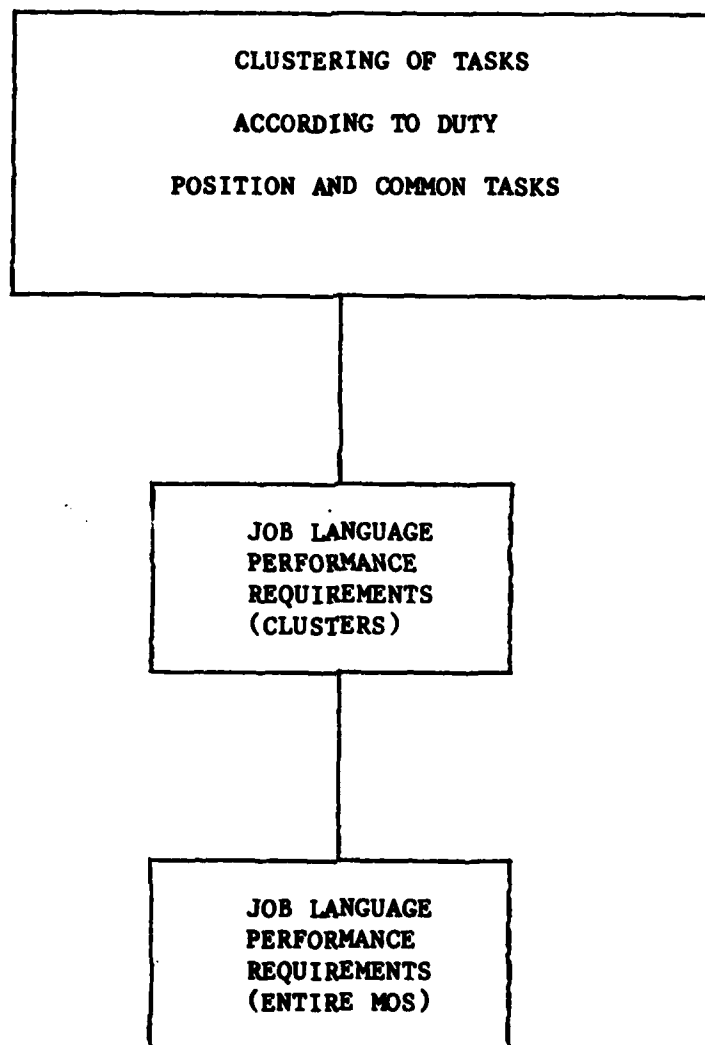 CLUSTERING OF TASKS
ACCORDING TO DUTY
POSITION AND COMMON TASKS
JOB LANGUAGE
PERFORMANCE
REQUIREMENTS
(CLUSTERS)
JOB LANGUAGE
PERFORMANCE
REQUIREMENTS
(ENTIRE MOS)